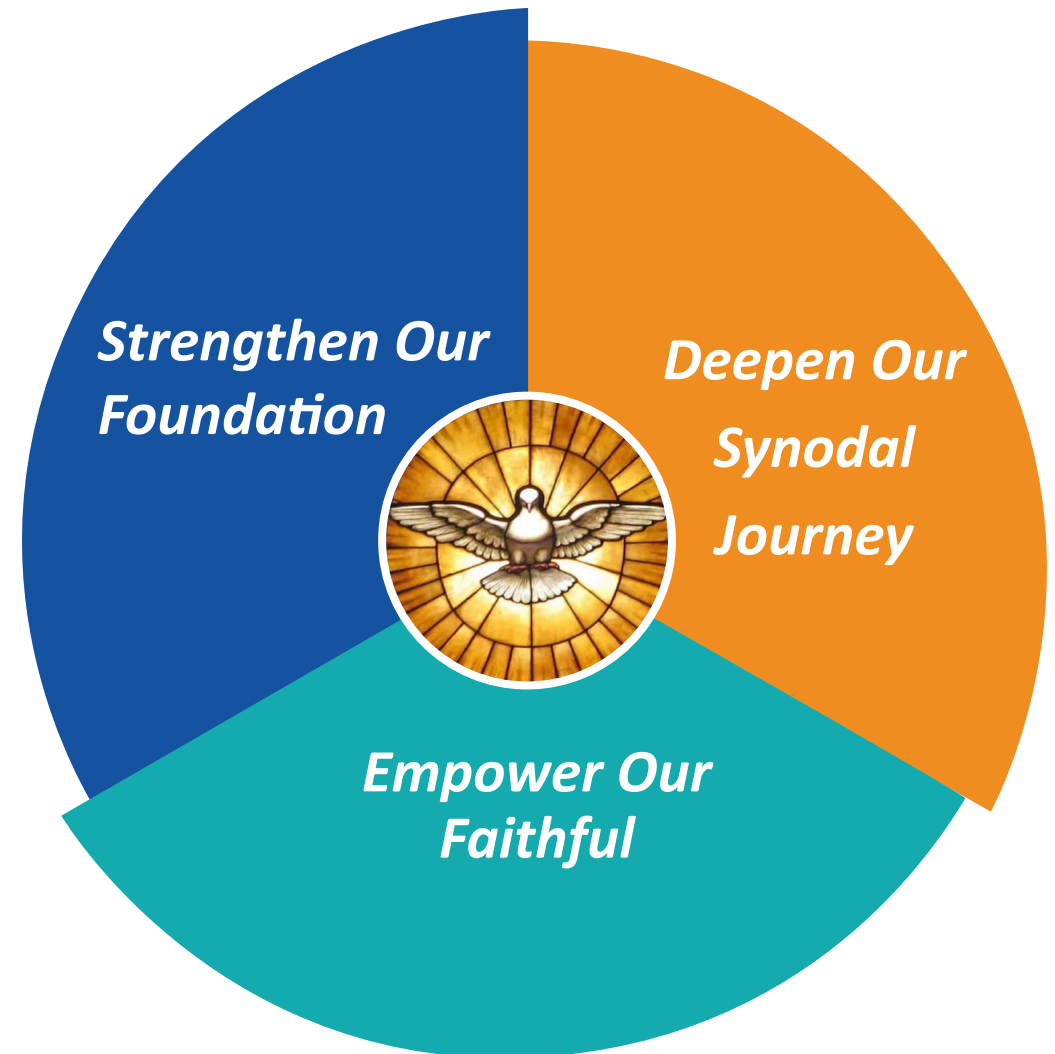 Strengthen Our
Foundation
Deepen Our
Synodal
Journey
Empower Our
Faithful